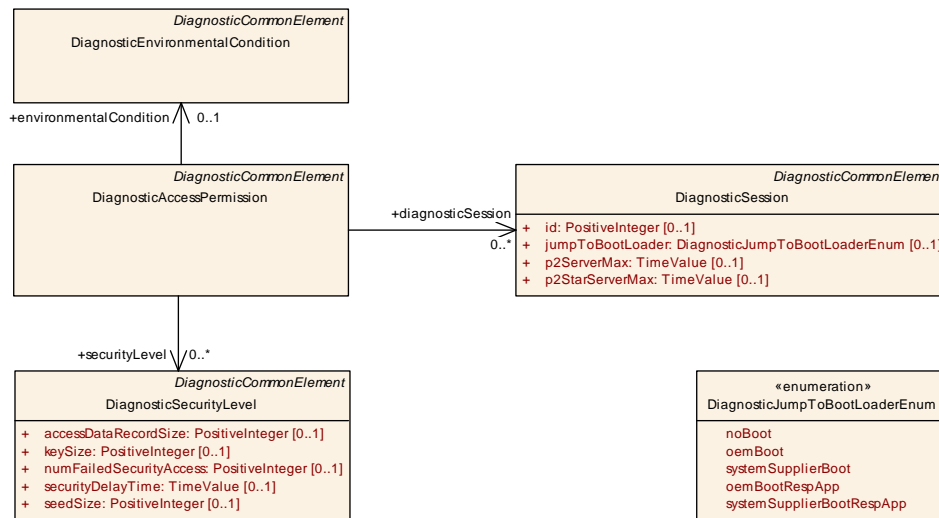 DiagnosticCommonElement
DiagnosticEnvironmentalCondition
+environmentalCondition 0..1
DiagnosticCommonElement
DiagnosticAccessPermission
+diagnosticSession
0..*
DiagnosticCommonElemen
DiagnosticSession
+ id: PositiveInteger [0..1]
+ jumpToBootLoader: DiagnosticJumpToBootLoaderEnum [0..1]
+ p2ServerMax: TimeValue [0..1]
+ p2StarServerMax: TimeValue [0..1]
+securityLevel 0..*
DiagnosticCommonElement
DiagnosticSecurityLevel
+ accessDataRecordSize: PositiveInteger [0..1]
+ keySize: PositiveInteger [0..1]
+ numFailedSecurityAccess: PositiveInteger [0..1]
+ securityDelayTime: TimeValue [0..1]
+ seedSize: PositiveInteger [0..1]
«enumeration»
DiagnosticJumpToBootLoaderEnum
noBoot
oemBoot
systemSupplierBoot
oemBootRespApp
systemSupplierBootRespApp